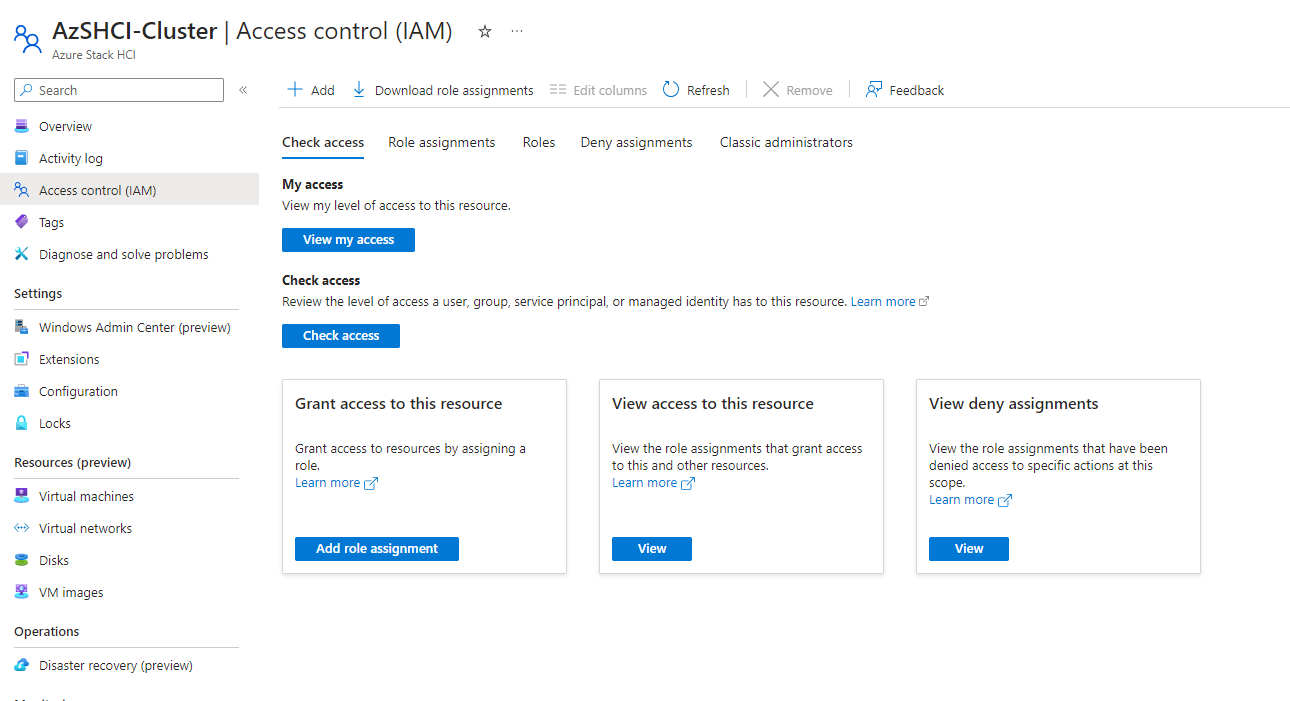 AzSHCI-Cluster | Access control (IAM)
Azure Stack HCI
Search
Overview
Activity log
Access control (IAM)
Tags
Diagnose and solve problems
Settings
Windows Admin Center (preview)
Extensions
Configuration
Locks
Resources (preview)
Virtual machines
Virtual networks
Disks
VM images
Operations
Disaster recovery (preview)
Add
Download role assignments
Edit columns
Refresh
Remove
Feedback
Check access
Role assignments
Roles
Deny assignments
Classic administrators
My access
View my level of access to this resource.
View my access
Check access
Review the level of access a user, group, service principal, or managed identity has to this resource. Learn more
Check access
Grant access to this resource
Grant access to resources by assigning a
role.
Learn more
Add role assignment
View access to this resource
View the role assignments that grant access
to this and other resources.
Learn more
View
View deny assignments
View the role assignments that have been
denied access to specific actions at this
scope.
Learn more
View